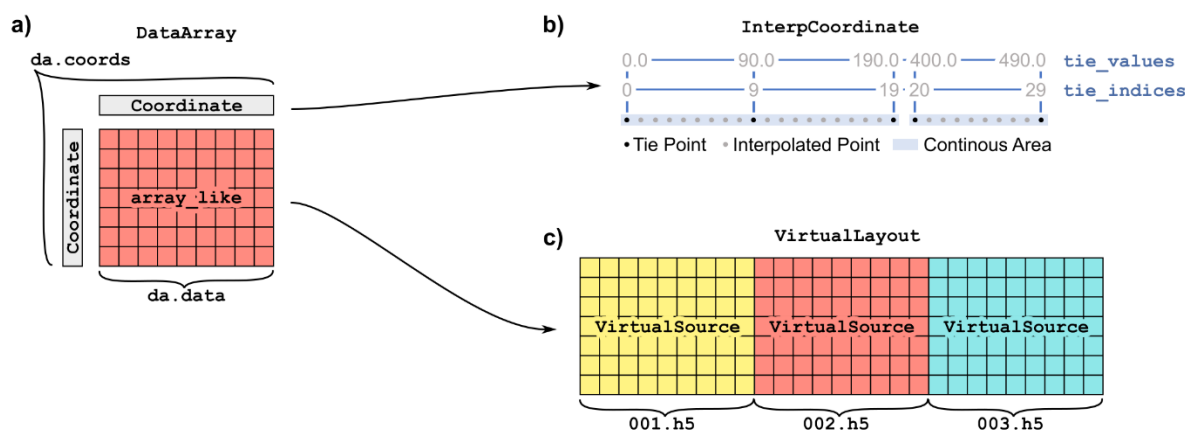 a)
DataArray
da.coords
Coordinate
Coordinate
array_like
da.data
b)
InterpCoordinate
0.0 90.0 190.0 400.0 490.0 tie_values
0 9 19 20 29 tie_indices
Tie Point Interpolated Point Continous Area
c)
VirtualLayout
VirtualSource VirtualSource VirtualSource
001.h5 002.h5 003.h5